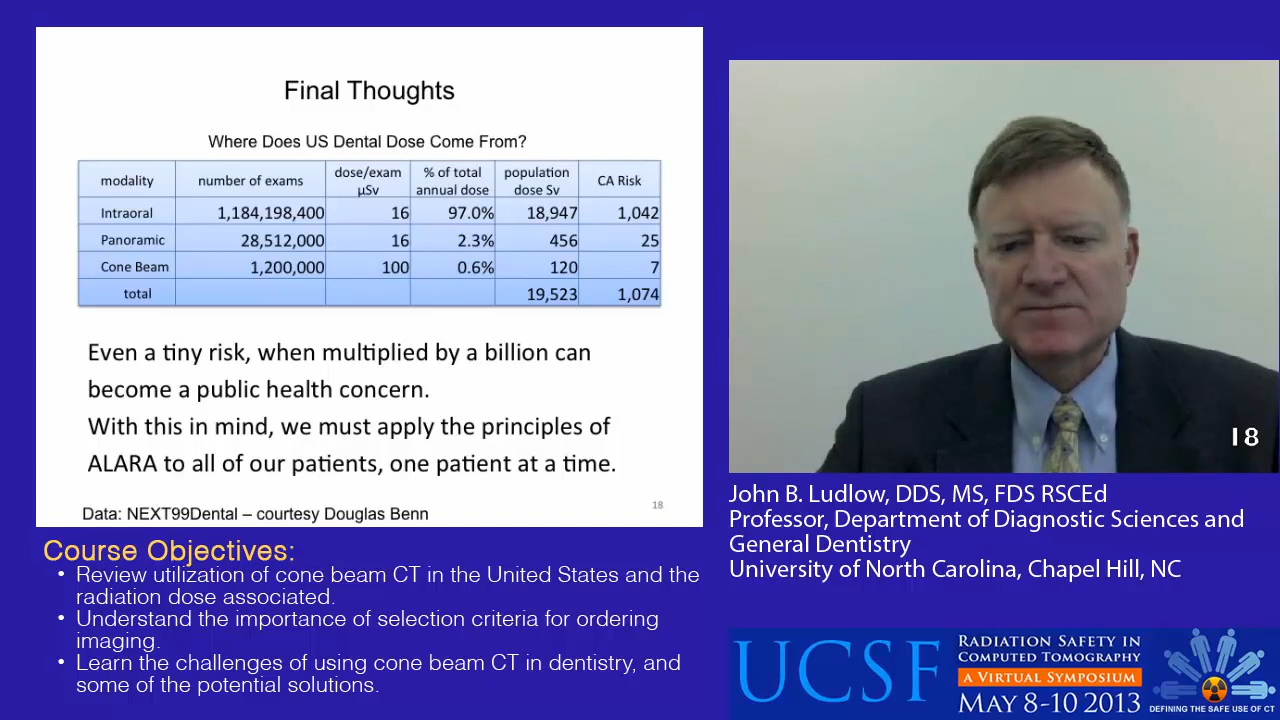 Final Thoughts
Where Does US Dental Dose Come From?
modality number of exams dose/exam µSv % of total annual dose population dose Sv CA Risk
Intraoral 1,184,198,400 16 97.0% 18,947 1,042
Panoramic 28,512,000 16 2.3% 456 25
Cone Beam 1,200,000 100 0.6% 120 7
total 19,523 1,074
Even a tiny risk, when multiplied by a billion can
become a public health concern.
With this in mind, we must apply the principles of
ALARA to all of our patients, one patient at a time.
Data: NEXT99Dental – courtesy Douglas Benn
18
Course Objectives:
• Review utilization of cone beam CT in the United States and the
radiation dose associated.
• Understand the importance of selection criteria for ordering
imaging.
• Learn the challenges of using cone beam CT in dentistry, and
some of the potential solutions.
18
John B. Ludlow, DDS, MS, FDS RSCEd
Professor, Department of Diagnostic Sciences and
General Dentistry
University of North Carolina, Chapel Hill, NC
UCSF
Radiation Safety in
Computed Tomography
A Virtual Symposium
May 8-10 2013
DEFINING THE SAFE USE OF CT